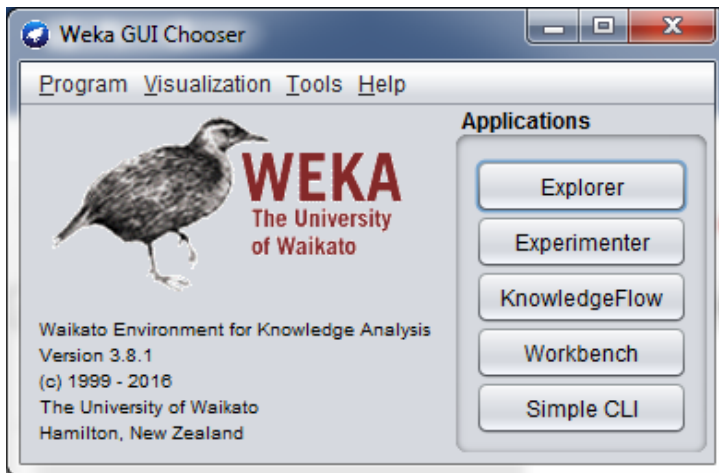 Weka GUI Chooser
Program Visualization Tools Help
WEKA
The University
of Waikato
Waikato Environment for Knowledge Analysis
Version 3.8.1
(c) 1999 - 2016
The University of Waikato
Hamilton, New Zealand
Applications
Explorer
Experimenter
KnowledgeFlow
Workbench
Simple CLI